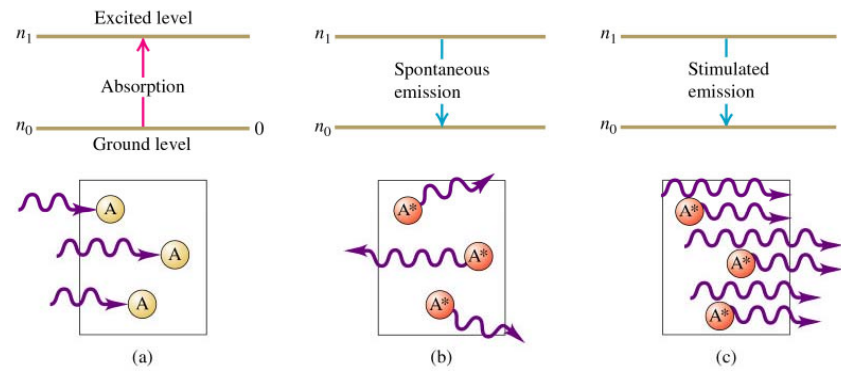 Excited level
n₁
Absorption
n₀
0
Ground level
A
A
A
(a)
n₁
Spontaneous
emission
n₀
A*
A*
A*
(b)
n₁
Stimulated
emission
n₀
A*
A*
A*
(c)